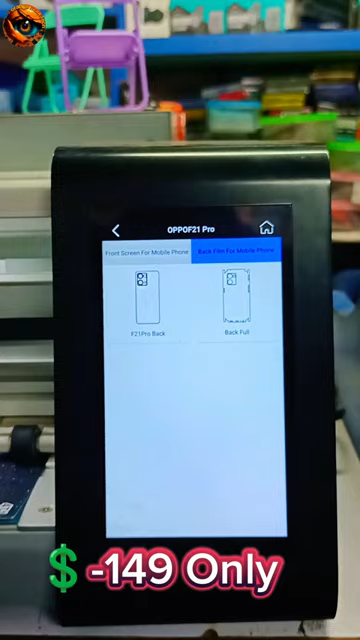 OPPOF21 Pro
Front Screen For Mobile Phone
Back Film For Mobile Phone
F21Pro Back
Back Full
$ -149 Only